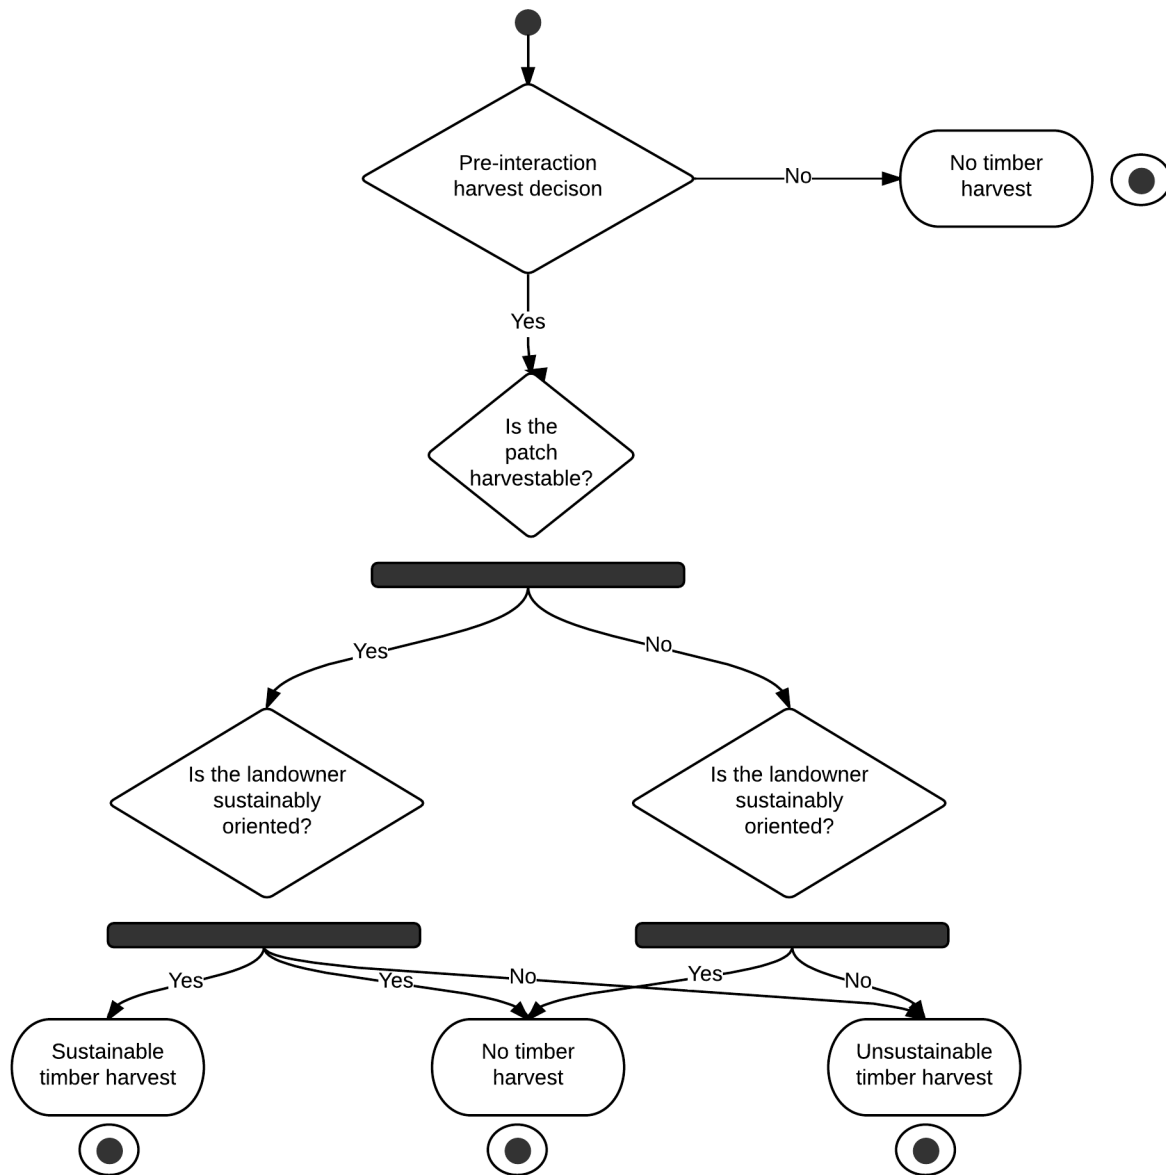 Pre-interaction
harvest decison
No
No timber
harvest
Yes
Is the
patch
harvestable?
Yes
No
Is the landowner
sustainably
oriented?
Is the landowner
sustainably
oriented?
Yes
Yes
No
Yes
No
Sustainable
timber harvest
No timber
harvest
Unsustainable
timber harvest